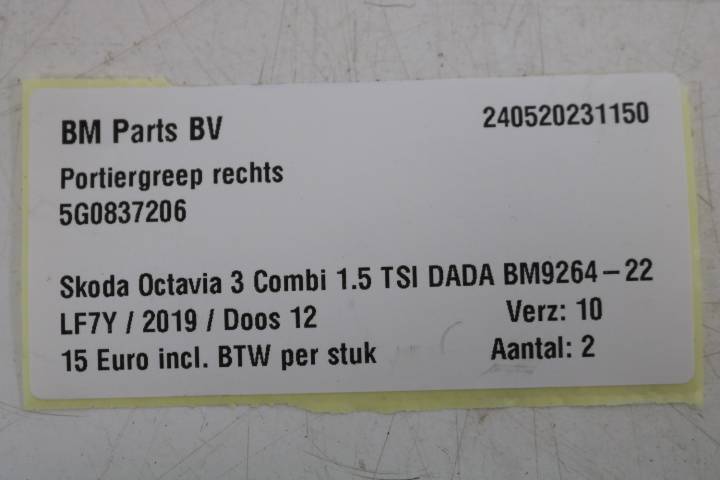 BM Parts BV 240520231150
Portiergreep rechts
5G0837206
Skoda Octavia 3 Combi 1.5 TSI DADA BM9264-22
LF7Y / 2019 / Doos 12 Verz: 10
15 Euro incl. BTW per stuk Aantal: 2